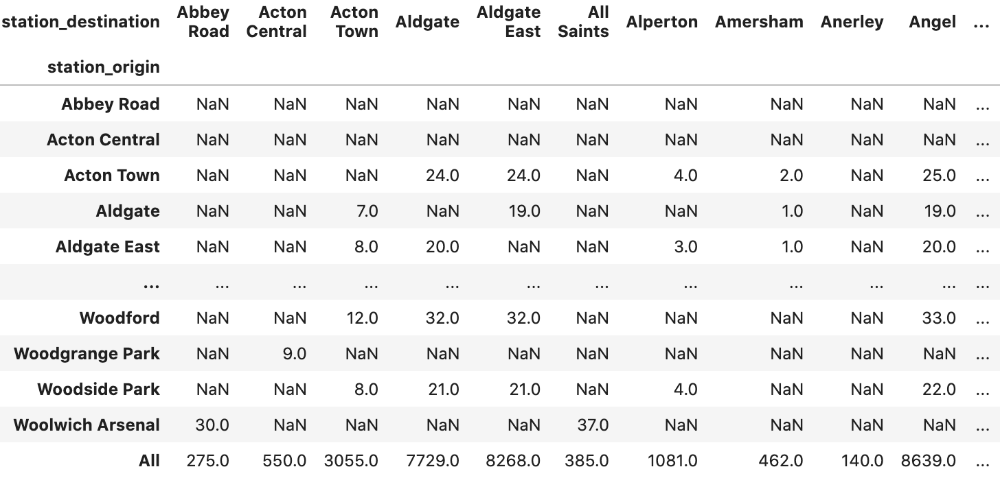 station_destination Abbey Road Acton Central Acton Town Aldgate Aldgate East All Saints Alperton Amersham Anerley Angel ...
station_origin
Abbey Road NaN NaN NaN NaN NaN NaN NaN NaN NaN NaN ...
Acton Central NaN NaN NaN NaN NaN NaN NaN NaN NaN NaN ...
Acton Town NaN NaN NaN 24.0 24.0 NaN 4.0 2.0 NaN 25.0 ...
Aldgate NaN NaN 7.0 NaN 19.0 NaN NaN 1.0 NaN 19.0 ...
Aldgate East NaN NaN 8.0 20.0 NaN NaN 3.0 1.0 NaN 20.0 ...
... ... ... ... ... ... ... ... ... ... ... ...
Woodford NaN NaN 12.0 32.0 32.0 NaN NaN NaN NaN 33.0 ...
Woodgrange Park NaN 9.0 NaN NaN NaN NaN NaN NaN NaN NaN ...
Woodside Park NaN NaN 8.0 21.0 21.0 NaN 4.0 NaN NaN 22.0 ...
Woolwich Arsenal 30.0 NaN NaN NaN NaN 37.0 NaN NaN NaN NaN ...
All 275.0 550.0 3055.0 7729.0 8268.0 385.0 1081.0 462.0 140.0 8639.0 ...